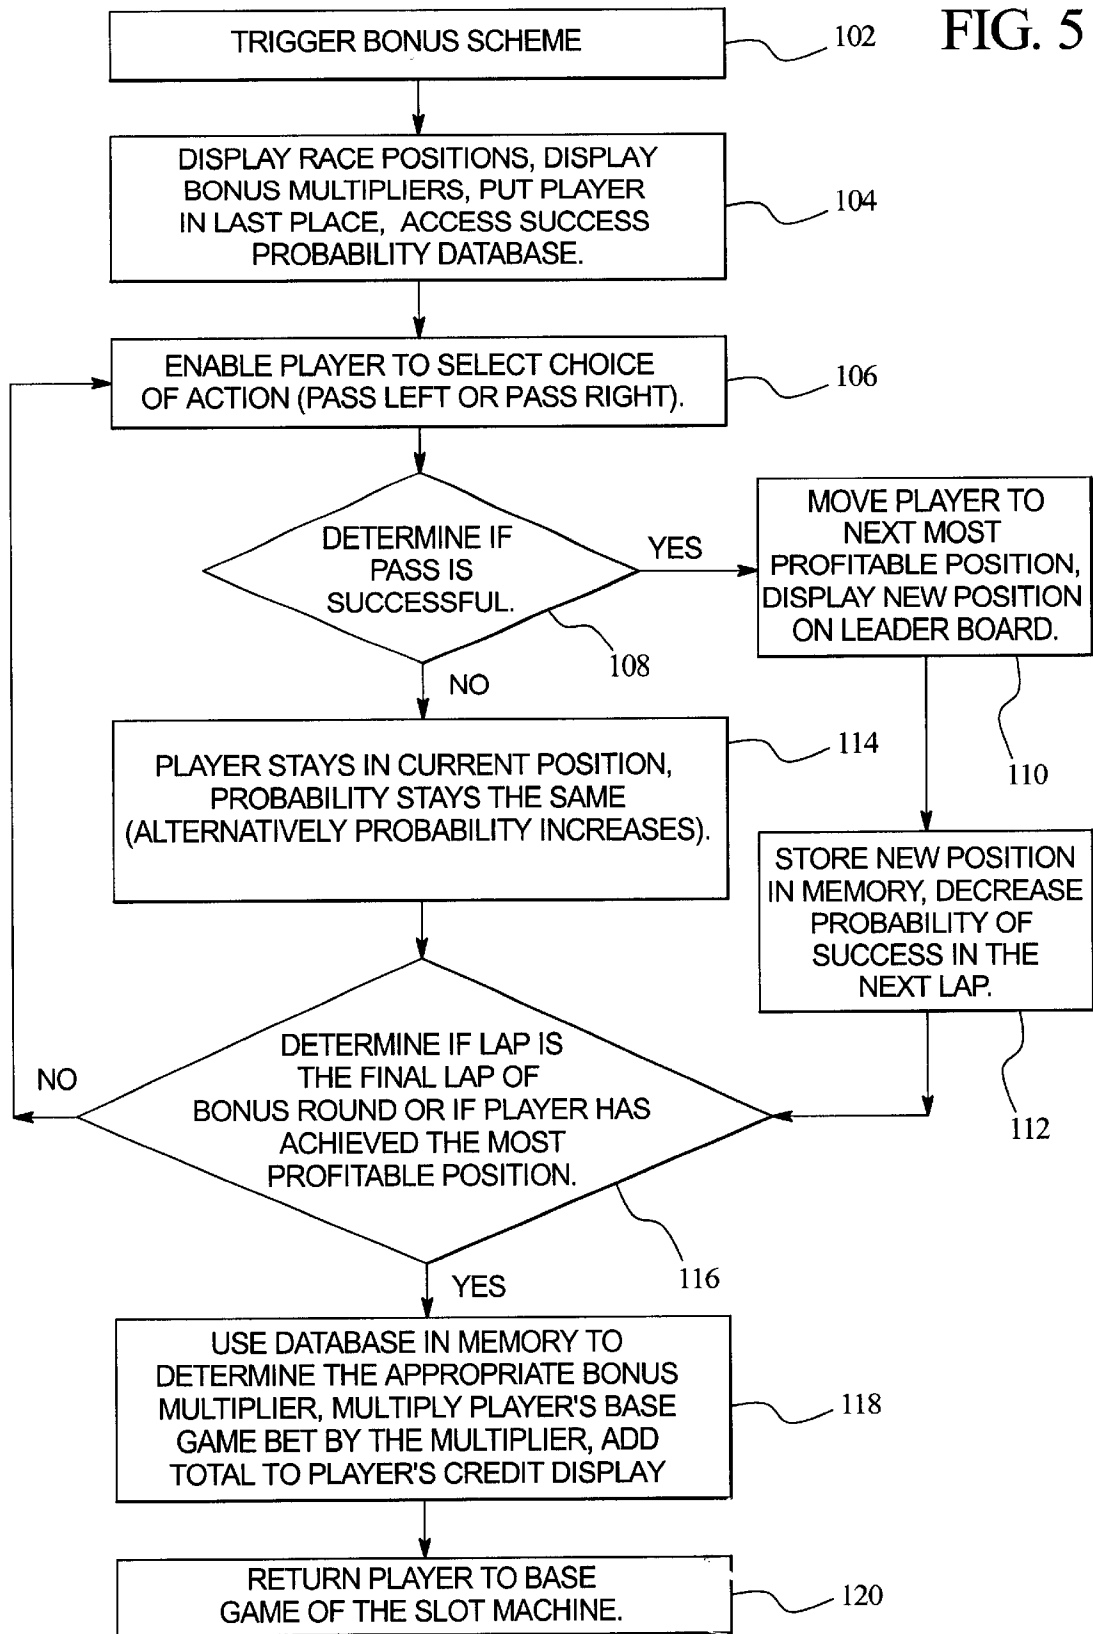 FIG. 5
TRIGGER BONUS SCHEME
102
DISPLAY RACE POSITIONS, DISPLAY
BONUS MULTIPLIERS, PUT PLAYER
IN LAST PLACE, ACCESS SUCCESS
PROBABILITY DATABASE.
104
ENABLE PLAYER TO SELECT CHOICE
OF ACTION (PASS LEFT OR PASS RIGHT).
106
DETERMINE IF
PASS IS
SUCCESSFUL.
108
YES
MOVE PLAYER TO
NEXT MOST
PROFITABLE POSITION,
DISPLAY NEW POSITION
ON LEADER BOARD.
110
NO
PLAYER STAYS IN CURRENT POSITION,
PROBABILITY STAYS THE SAME
(ALTERNATIVELY PROBABILITY INCREASES).
114
STORE NEW POSITION
IN MEMORY, DECREASE
PROBABILITY OF
SUCCESS IN THE
NEXT LAP.
112
DETERMINE IF LAP IS
THE FINAL LAP OF
BONUS ROUND OR IF PLAYER HAS
ACHIEVED THE MOST
PROFITABLE POSITION.
116
NO
YES
USE DATABASE IN MEMORY TO
DETERMINE THE APPROPRIATE BONUS
MULTIPLIER, MULTIPLY PLAYER'S BASE
GAME BET BY THE MULTIPLIER, ADD
TOTAL TO PLAYER'S CREDIT DISPLAY
118
RETURN PLAYER TO BASE
GAME OF THE SLOT MACHINE.
120